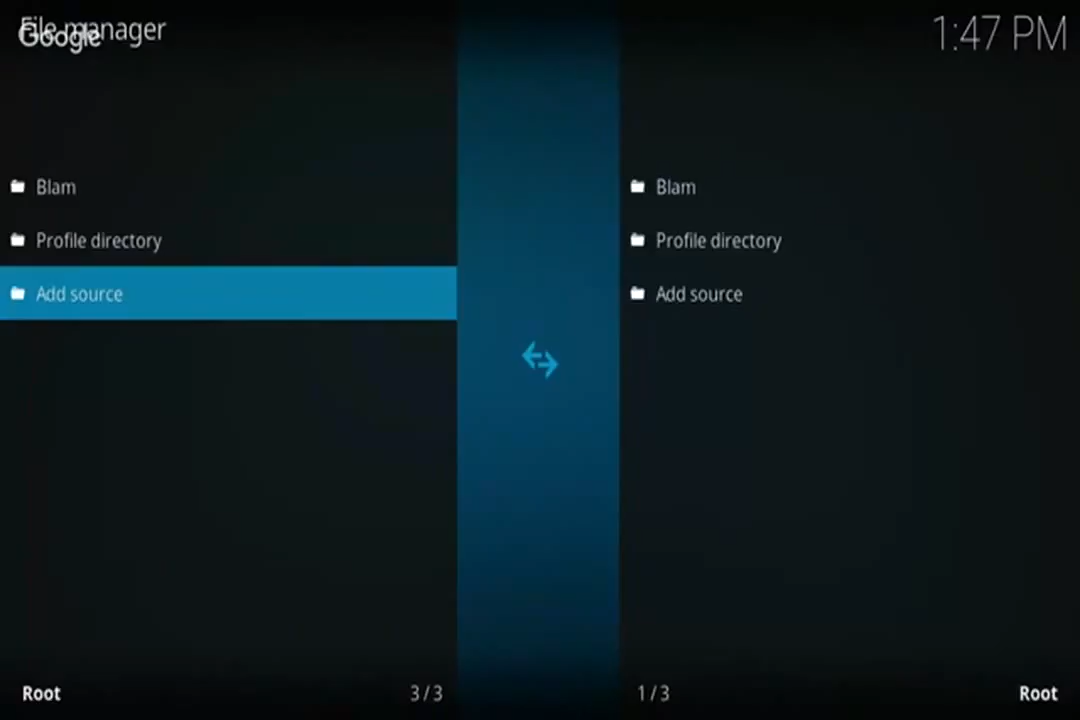 File manager
Google
1:47 PM
Blam
Profile directory
Add source
Blam
Profile directory
Add source
Root
3 / 3
1 / 3
Root